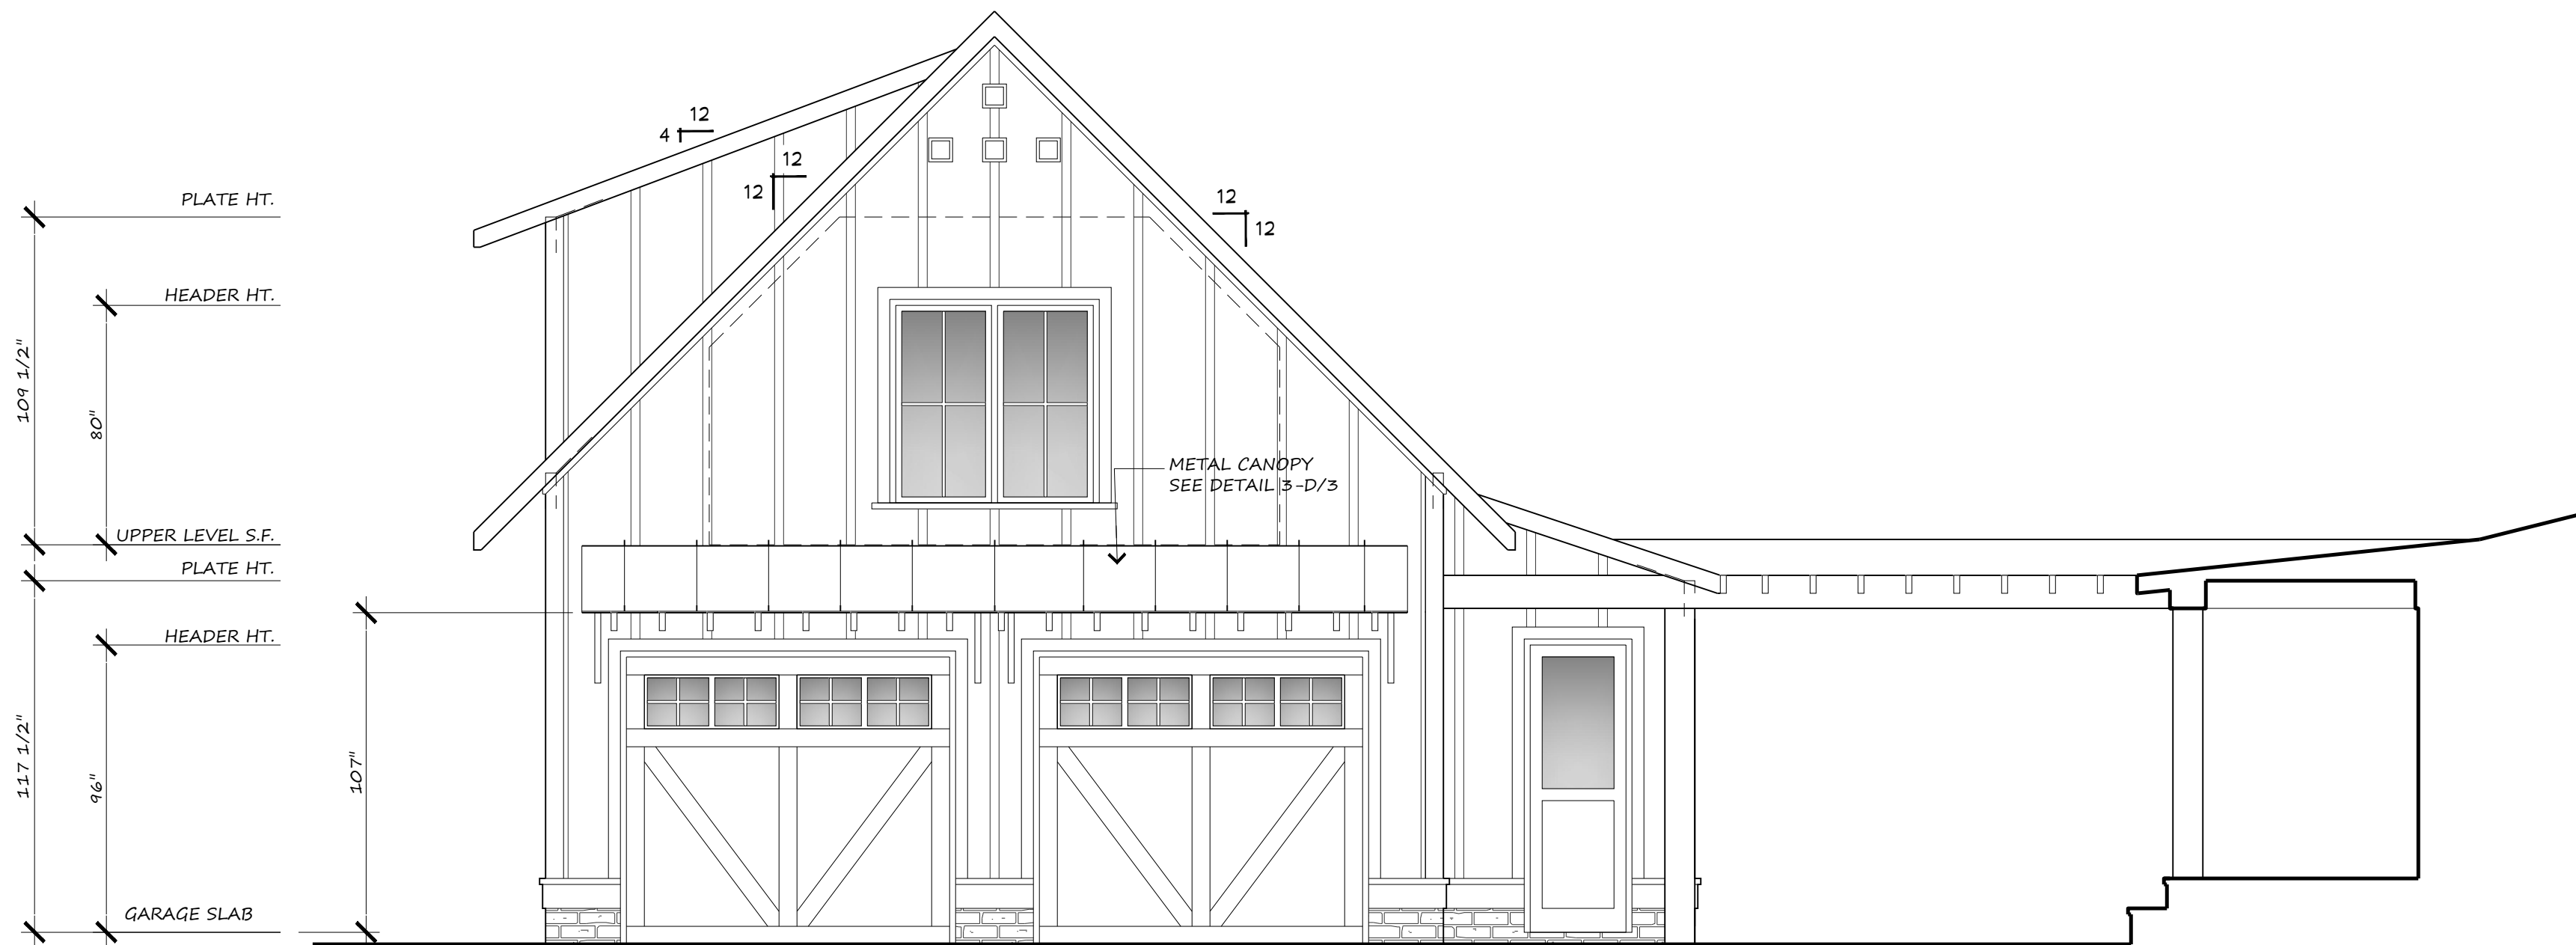 12
4
12
12
PLATE HT.
12
12
HEADER HT.
109 1/2"
80"
METAL CANOPY
SEE DETAIL 3-D/3
UPPER LEVEL S.F.
PLATE HT.
HEADER HT.
117 1/2"
96"
107"
GARAGE SLAB